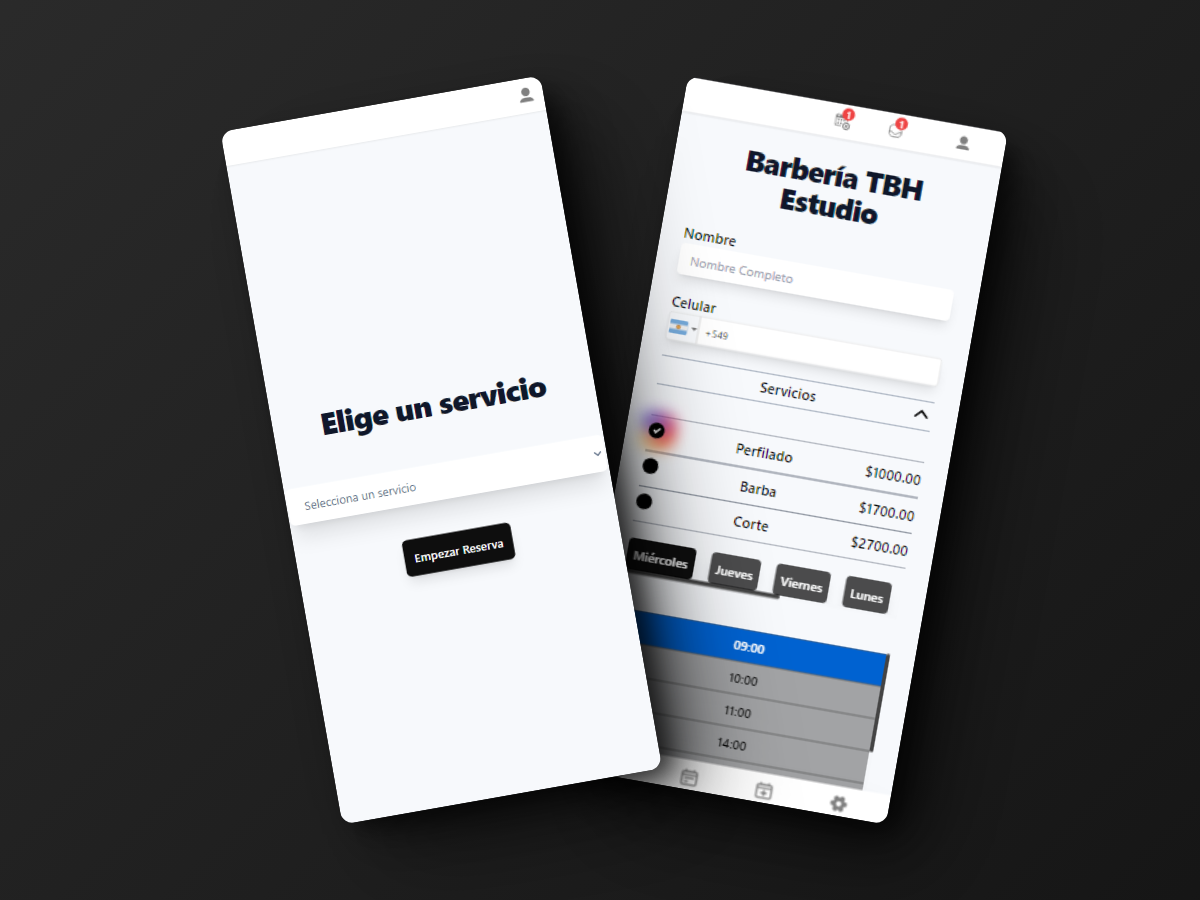 Elige un servicio
Selecciona un servicio
Empezar Reserva
1
1
Barbería TBH
Estudio
Nombre
Nombre Completo
Celular
+549
Servicios
Perfilado $1000.00
Barba $1700.00
Corte $2700.00
Miércoles Jueves Viernes Lunes
09:00
10:00
11:00
14:00